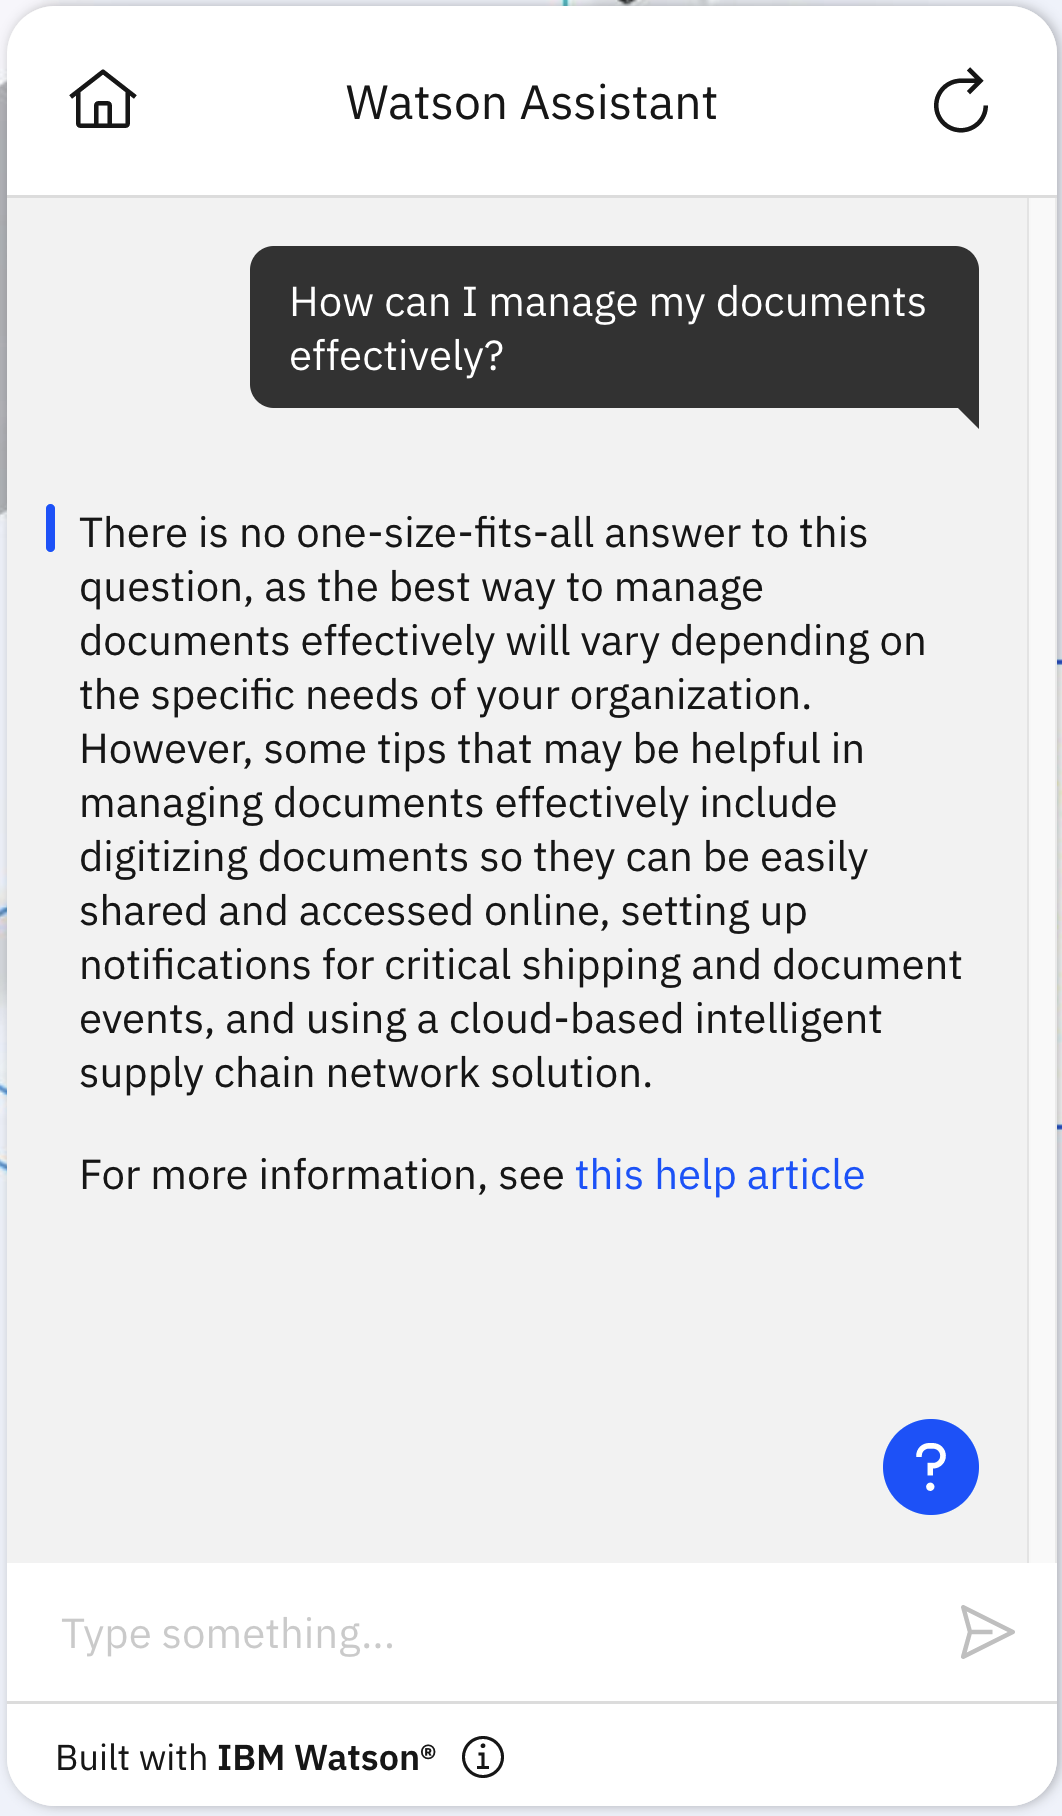 Watson Assistant
How can I manage my documents
effectively?
There is no one-size-fits-all answer to this
question, as the best way to manage
documents effectively will vary depending on
the specific needs of your organization.
However, some tips that may be helpful in
managing documents effectively include
digitizing documents so they can be easily
shared and accessed online, setting up
notifications for critical shipping and document
events, and using a cloud-based intelligent
supply chain network solution.
For more information, see this help article
?
Type something...
Built with IBM Watson® i